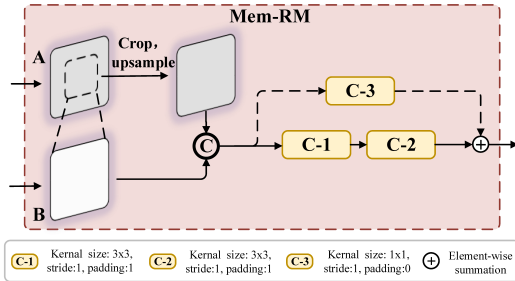 Mem-RM
A
Crop,
upsample
C-3
C
C-1
C-2
B
C-1
Kernal size: 3x3,
stride:1, padding:1
C-2
Kernal size: 3x3,
stride:1, padding:1
C-3
Kernal size: 1x1,
stride:1, padding:0
Element-wise
summation